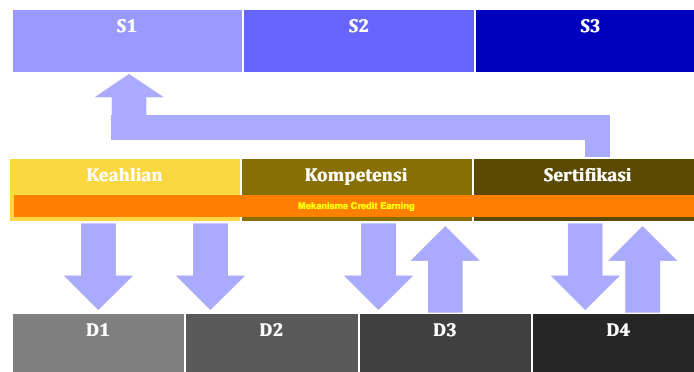 S1 S2 S3
Keahlian Kompetensi Sertifikasi
Mekanisme Credit Earning
D1 D2 D3 D4